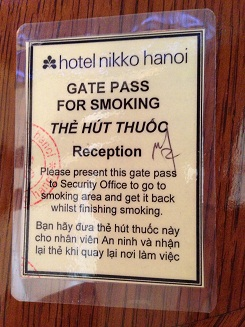 hotel nikko hanoi
GATE PASS
FOR SMOKING
THẺ HÚT THUỐC
Reception
Please present this gate pass
to Security Office to go to
smoking area and get it back
whilst finishing smoking.
Bạn hãy đưa thẻ hút thuốc này
cho nhân viên An ninh và nhận
lại thẻ khi quay lại nơi làm việc